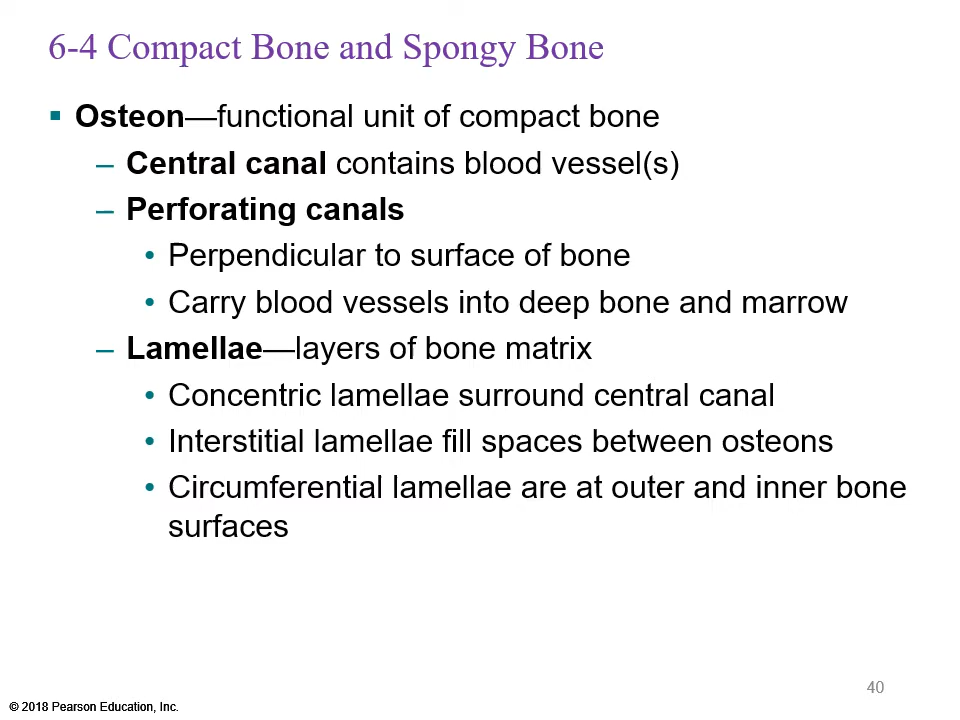 6-4 Compact Bone and Spongy Bone
▪ Osteon—functional unit of compact bone
– Central canal contains blood vessel(s)
– Perforating canals
• Perpendicular to surface of bone
• Carry blood vessels into deep bone and marrow
– Lamellae—layers of bone matrix
• Concentric lamellae surround central canal
• Interstitial lamellae fill spaces between osteons
• Circumferential lamellae are at outer and inner bone
surfaces
40
© 2018 Pearson Education, Inc.